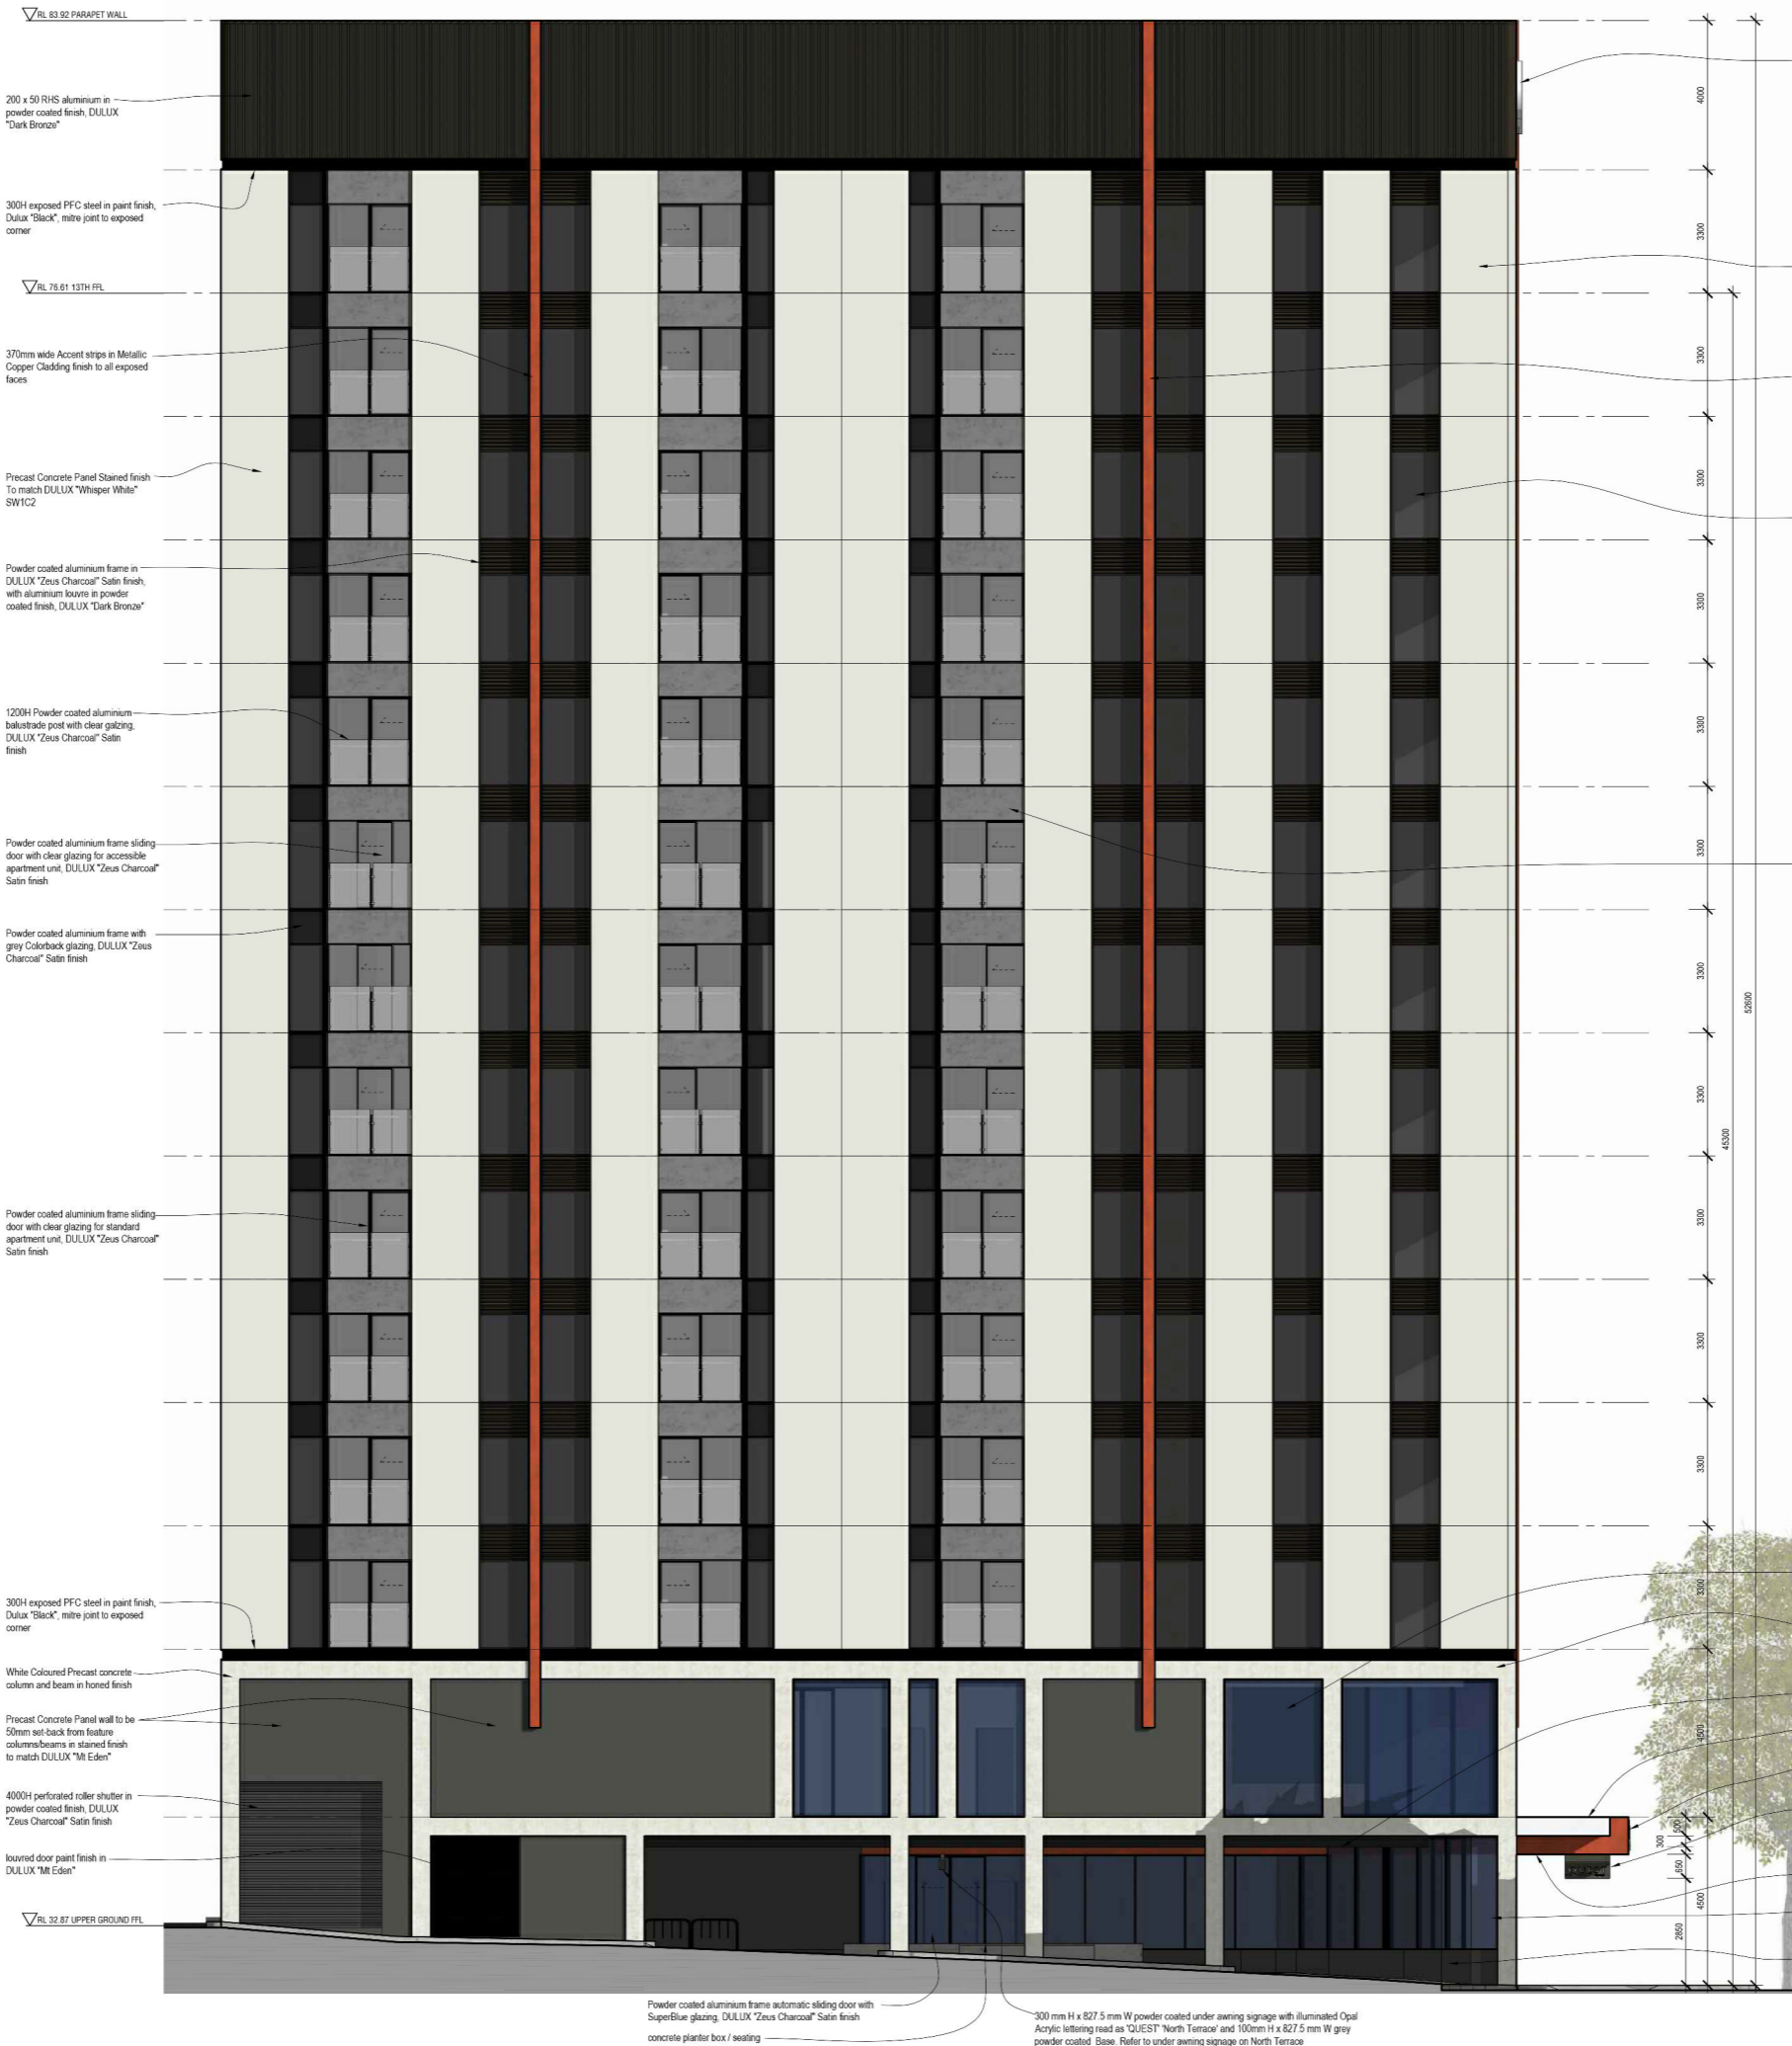 RL 83.92 PARAPET WALL
200 x 50 RHS aluminium in
powder coated finish, DULUX
"Dark Bronze"
300H exposed PFC steel in paint finish,
Dulux "Black", mitre joint to exposed
corner
RL 76.61 13TH FFL
370mm wide Accent strips in Metallic
Copper Cladding finish to all exposed
faces
Precast Concrete Panel Stained finish
To match DULUX "Whisper White"
SW1C2
Powder coated aluminium frame in
DULUX "Zeus Charcoal" Satin finish,
with aluminium louvre in powder
coated finish, DULUX "Dark Bronze"
1200H Powder coated aluminium
balustrade post with clear galzing,
DULUX "Zeus Charcoal" Satin
finish
Powder coated aluminium frame sliding
door with clear glazing for accessible
apartment unit, DULUX "Zeus Charcoal"
Satin finish
Powder coated aluminium frame with
grey Colorback glazing, DULUX "Zeus
Charcoal" Satin finish
Powder coated aluminium frame sliding
door with clear glazing for standard
apartment unit, DULUX "Zeus Charcoal"
Satin finish
300H exposed PFC steel in paint finish,
Dulux "Black", mitre joint to exposed
corner
White Coloured Precast concrete
column and beam in honed finish
Precast Concrete Panel wall to be
50mm set-back from feature
columns/beams in stained finish
to match DULUX "Mt Eden"
4000H perforated roller shutter in
powder coated finish, DULUX
"Zeus Charcoal" Satin finish
louvred door paint finish in
DULUX "Mt Eden"
RL 32.87 UPPER GROUND FFL
Powder coated aluminium frame automatic sliding door with
SuperBlue glazing, DULUX "Zeus Charcoal" Satin finish
concrete planter box / seating
300 mm H x 827.5 mm W powder coated under awning signage with illuminated Opal
Acrylic lettering read as 'QUEST' 'North Terrace' and 100mm H x 827.5 mm W grey
powder coated Base. Refer to under awning signage on North Terrace
4000
3300
3300
3300
3300
3300
3300
3300
3300
3300
3300
3300
3300
4500
4500
500
300
650
2850
45300
52600